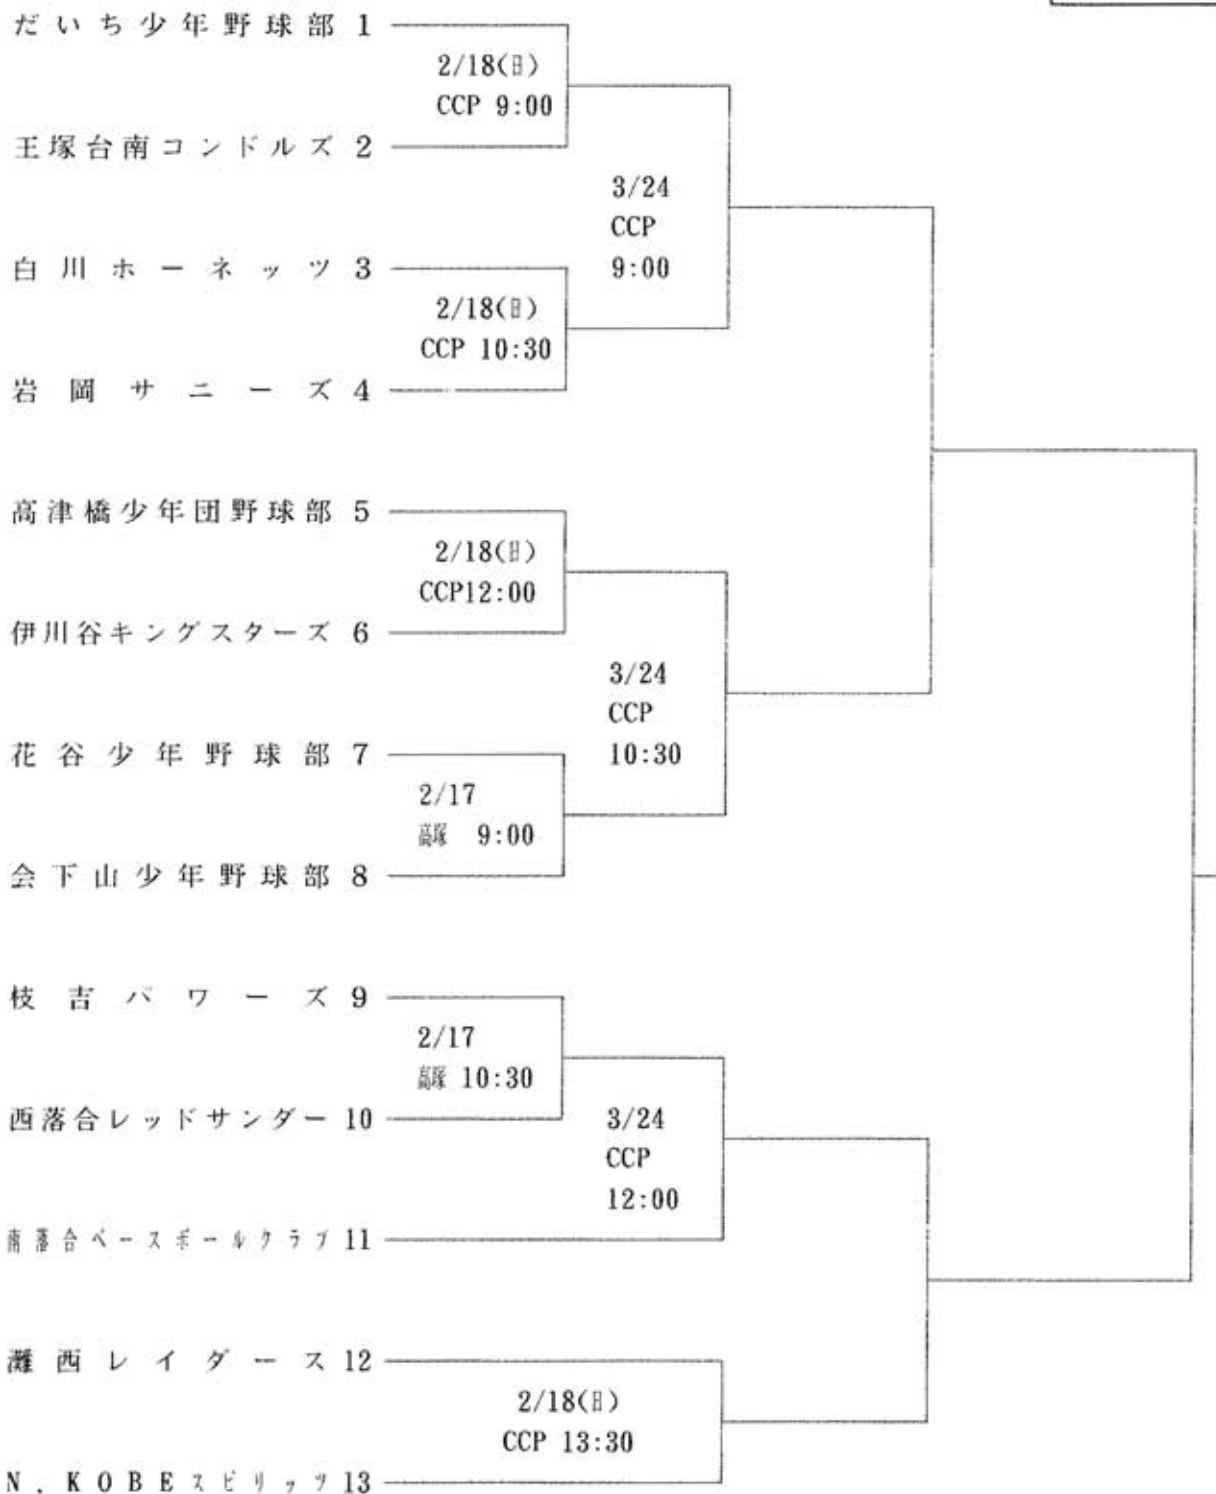 だいち少年野球部 1
2/18(日)
CCP 9:00
王塚台南コンドルズ 2
3/24
CCP
9:00
白川ホーネッツ 3
2/18(日)
CCP 10:30
岩岡サニーズ 4
高津橋少年団野球部 5
2/18(日)
CCP12:00
伊川谷キングスターズ 6
3/24
CCP
10:30
花谷少年野球部 7
2/17
高塚 9:00
会下山少年野球部 8
枝吉パワーズ 9
2/17
高塚 10:30
西落合レッドサンダー 10
3/24
CCP
12:00
南落合ベースボールクラブ 11
灘西レイダース 12
2/18(日)
CCP 13:30
N.KOBEスピリッツ 13